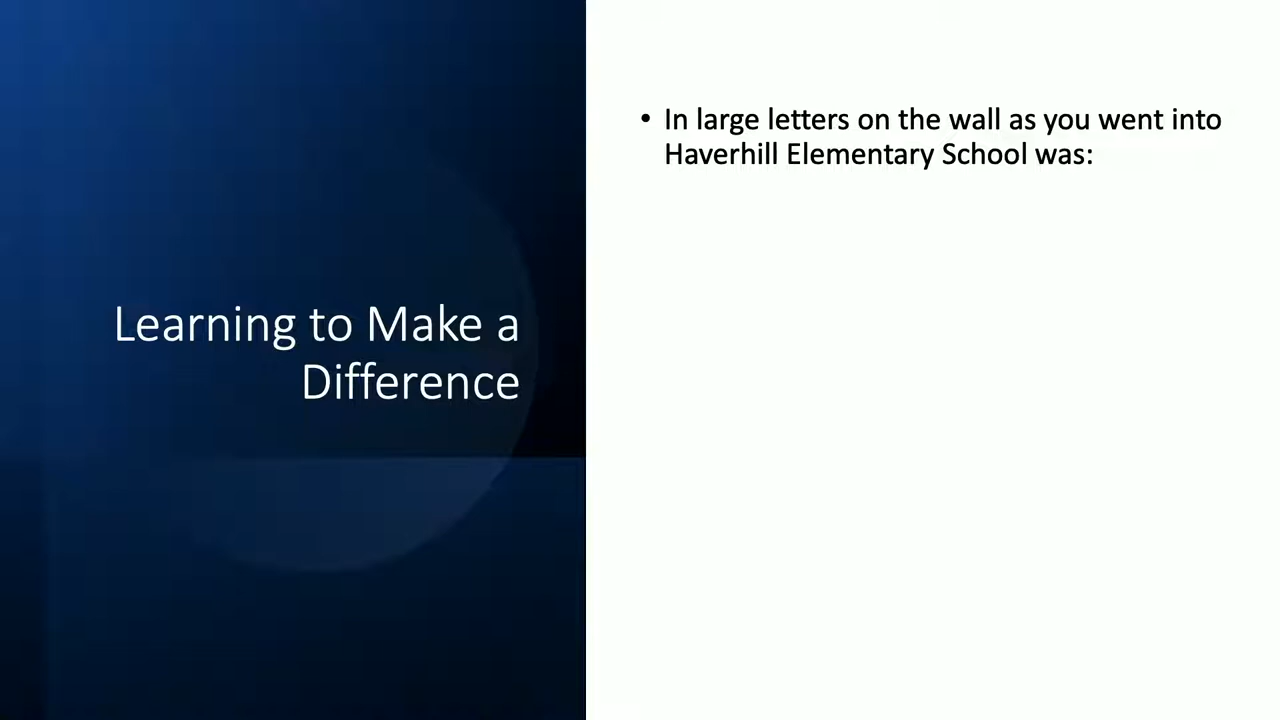 Learning to Make a
Difference
• In large letters on the wall as you went into
Haverhill Elementary School was: